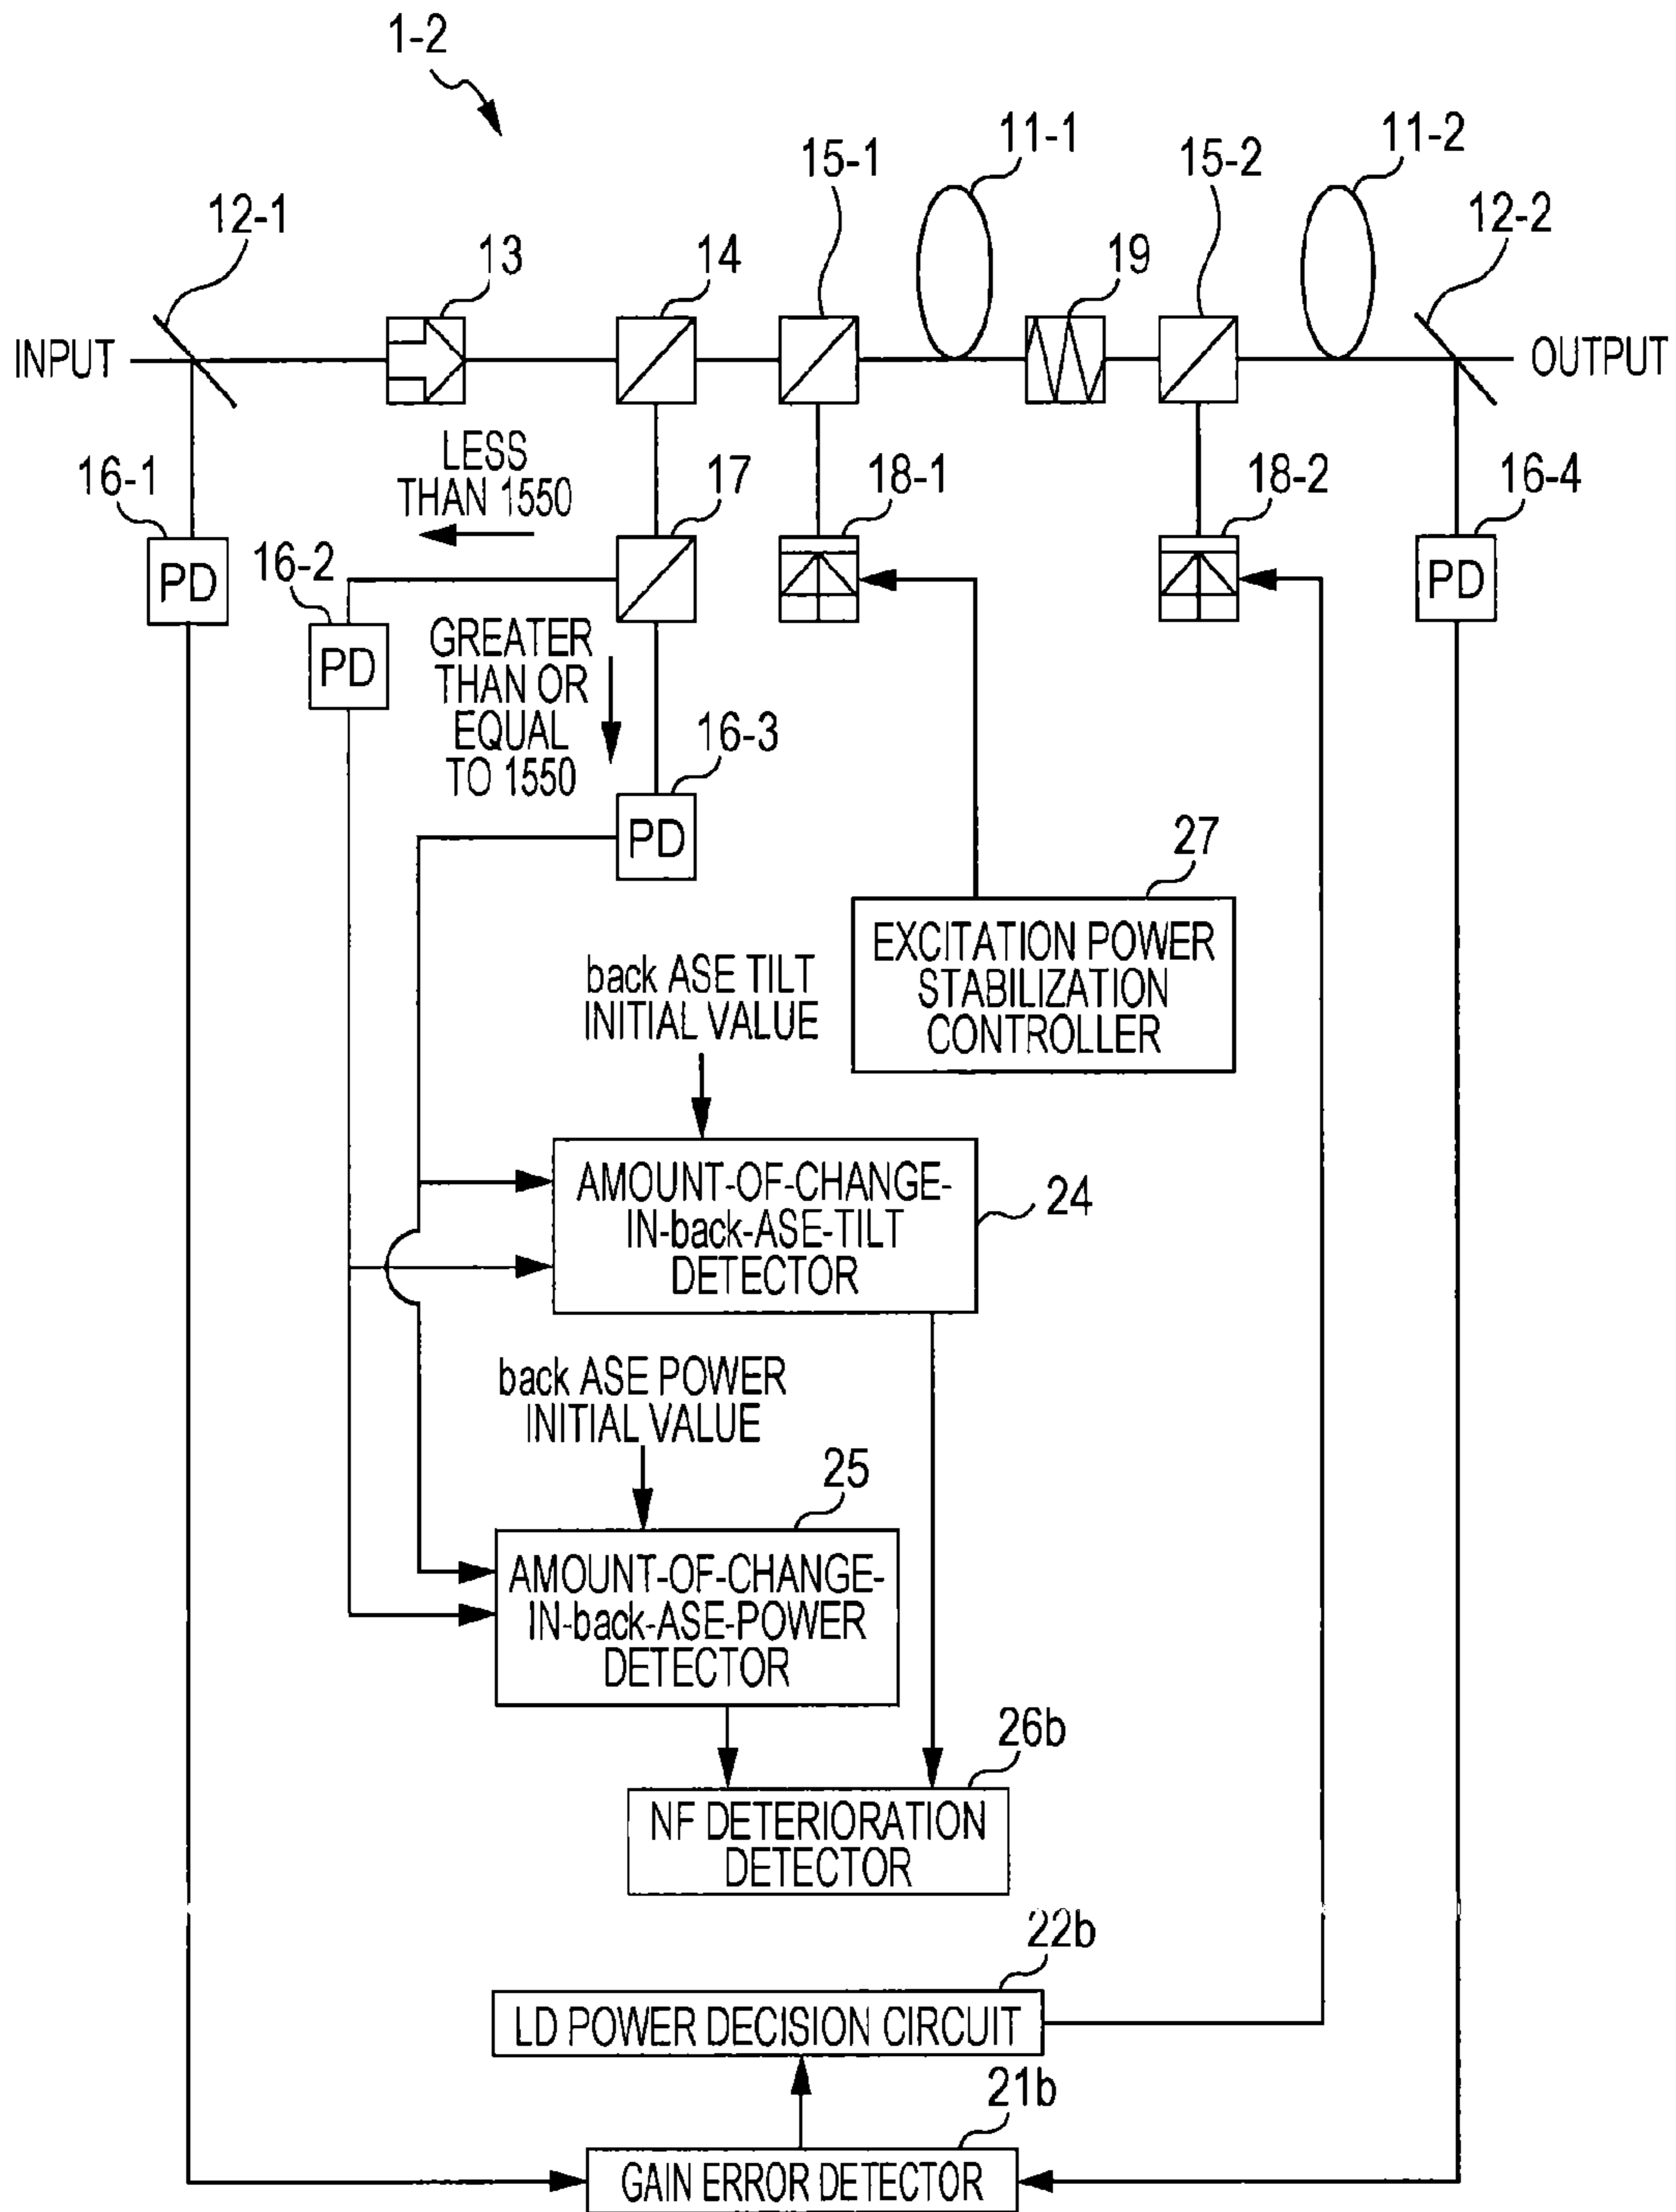 1-2
11-1
11-2
15-1
15-2
12-1
12-2
13
14
19
INPUT
OUTPUT
LESS
THAN 1550
16-1
17
18-1
18-2
16-4
PD
16-2
PD
PD
GREATER
THAN OR
EQUAL
TO 1550
16-3
PD
27
EXCITATION POWER
STABILIZATION
CONTROLLER
back ASE TILT
INITIAL VALUE
AMOUNT-OF-CHANGE-
IN-back-ASE-TILT
DETECTOR
24
back ASE POWER
INITIAL VALUE
25
AMOUNT-OF-CHANGE-
IN-back-ASE-POWER
DETECTOR
26b
NF DETERIORATION
DETECTOR
22b
LD POWER DECISION CIRCUIT
21b
GAIN ERROR DETECTOR